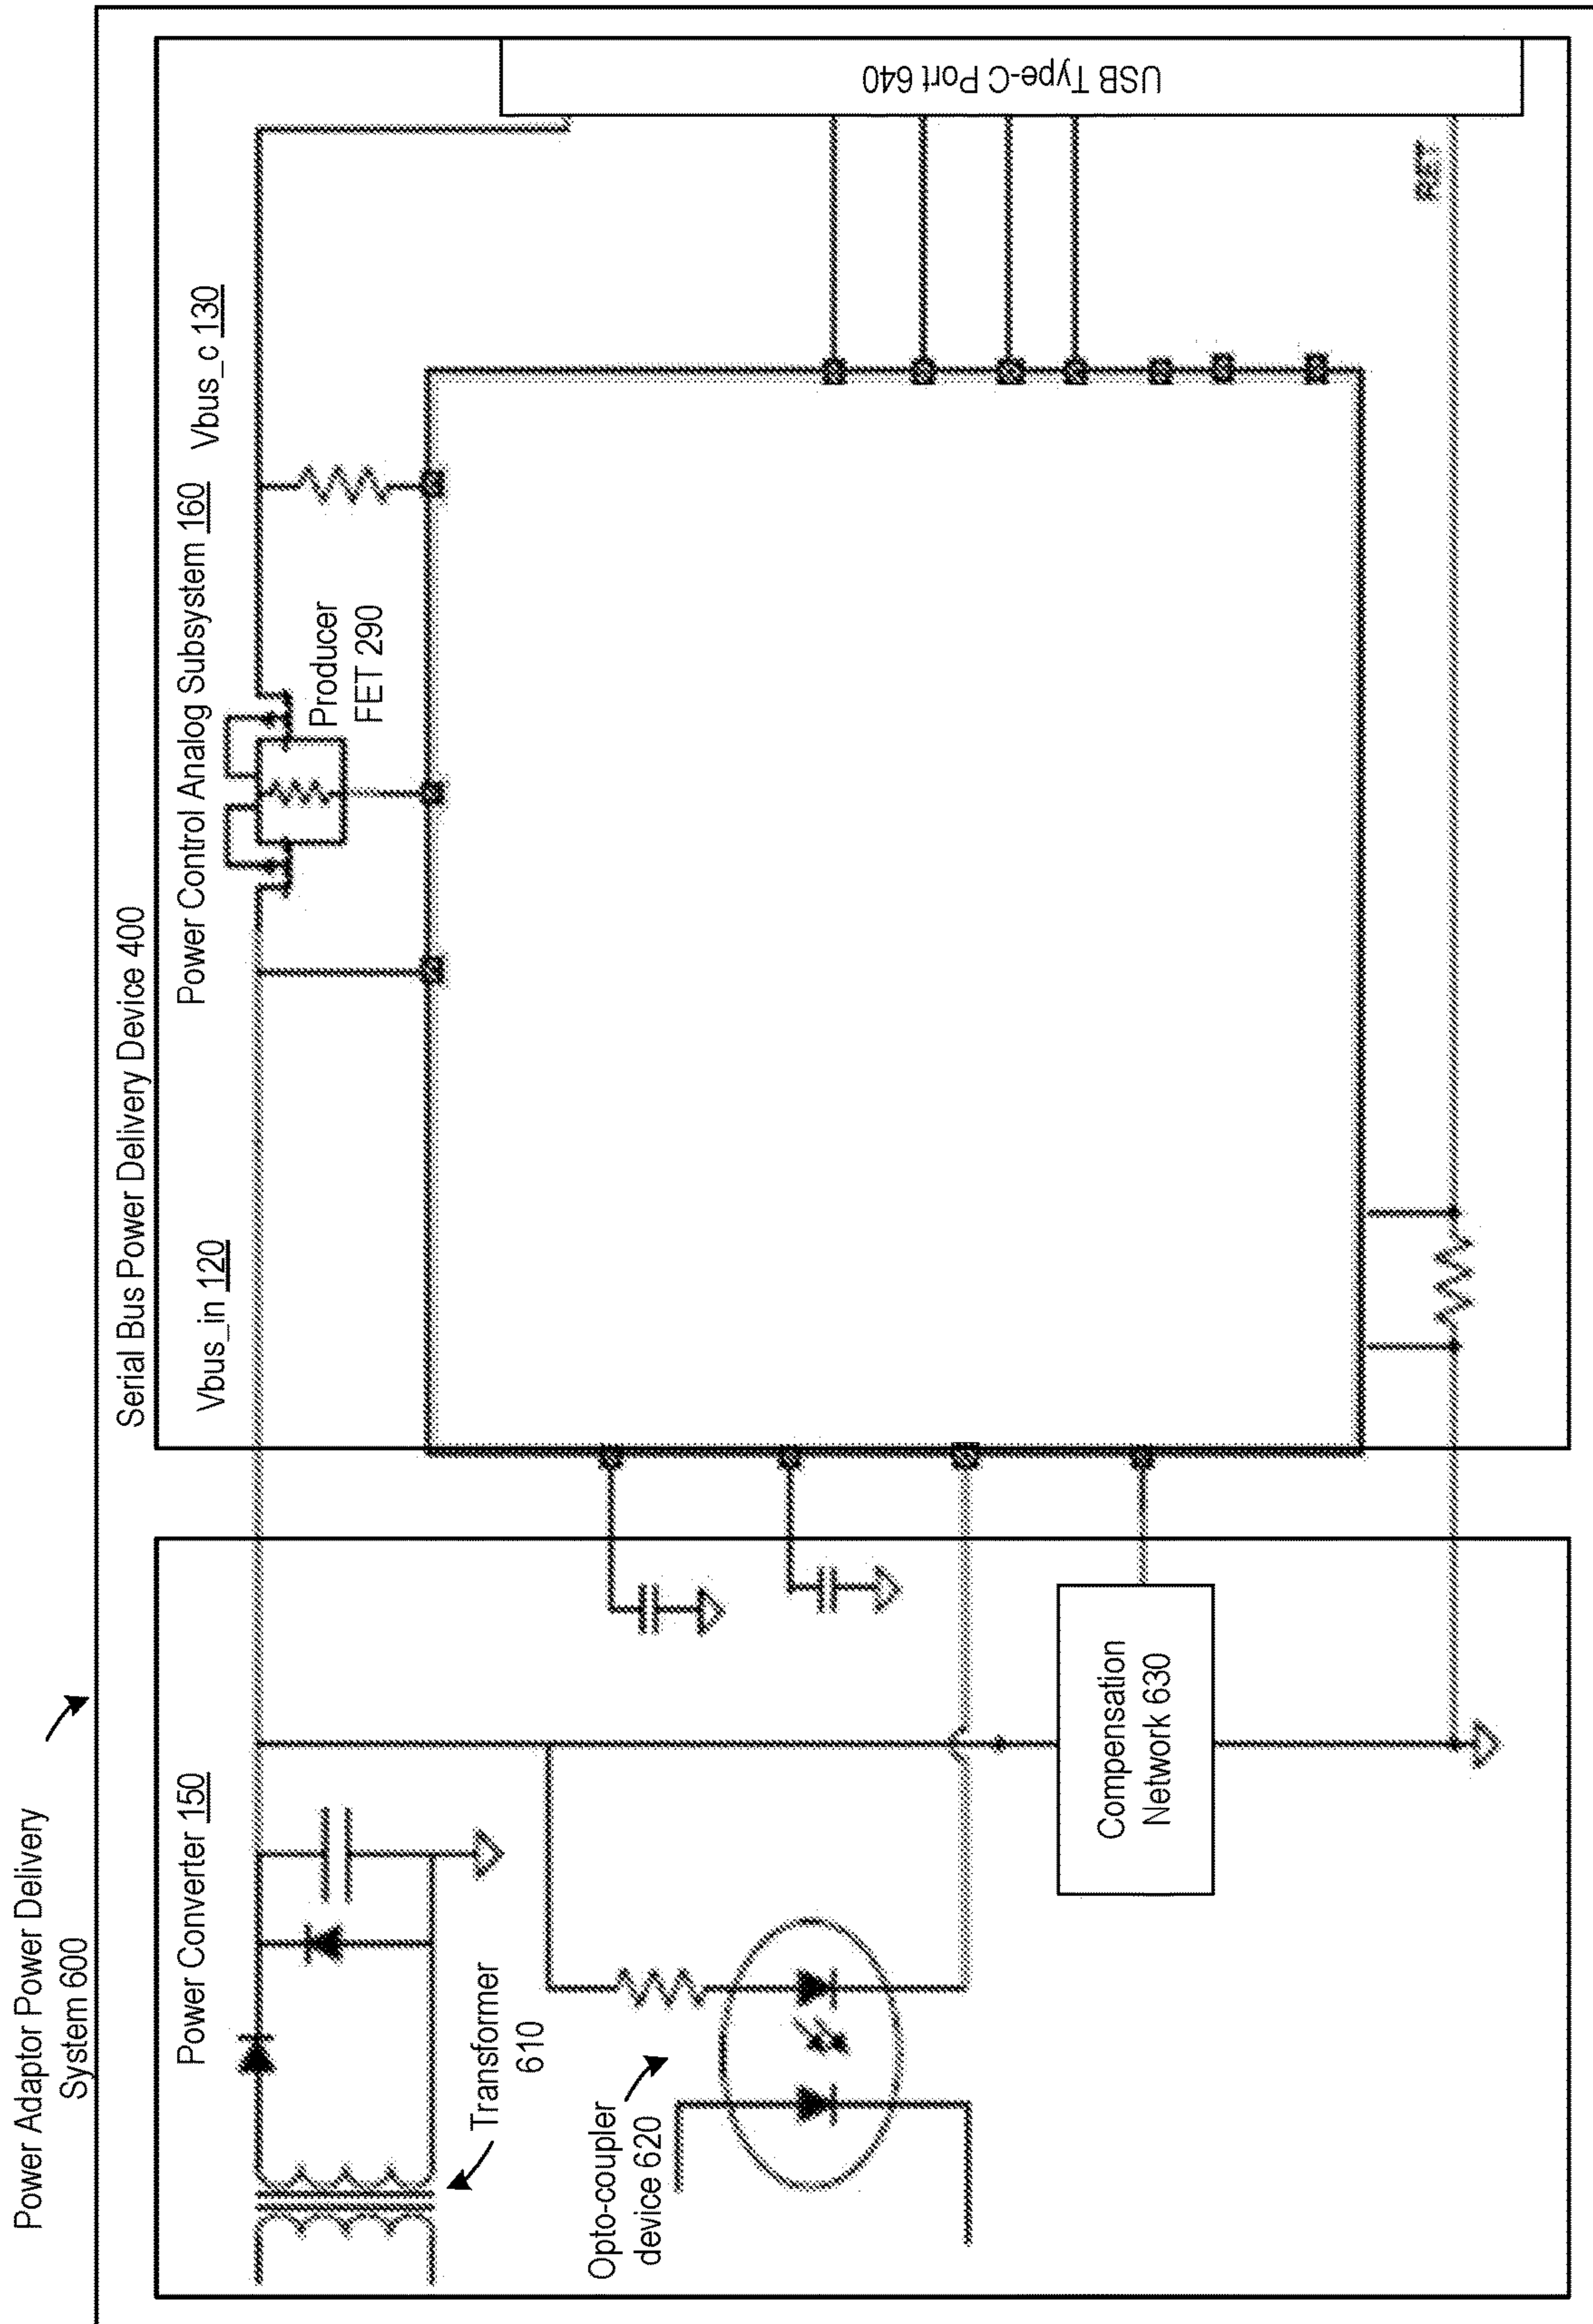 Power Adaptor Power Delivery
System 600
Serial Bus Power Delivery Device 400
Power Converter 150
Vbus_in 120
Power Control Analog Subsystem 160
Vbus_c 130
Producer
FET 290
Transformer
610
Opto-coupler
device 620
Compensation
Network 630
RET
USB Type-C Port 640